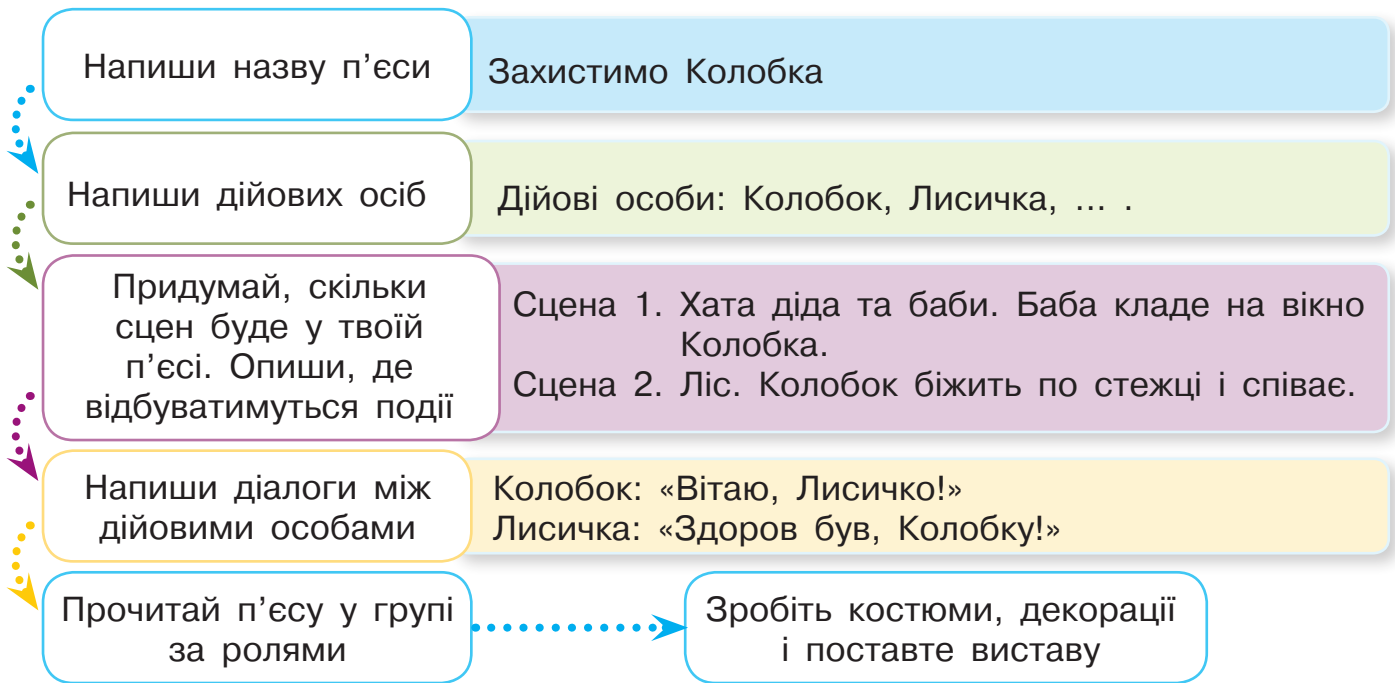 Напиши назву п’єси
Захистимо Колобка
Напиши дійових осіб
Дійові особи: Колобок, Лисичка, ... .
Придумай, скільки
сцен буде у твоїй
п’єсі. Опиши, де
відбуватимуться події
Сцена 1. Хата діда та баби. Баба кладе на вікно
Колобка.
Сцена 2. Ліс. Колобок біжить по стежці і співає.
Напиши діалоги між
дійовими особами
Колобок: «Вітаю, Лисичко!»
Лисичка: «Здоров був, Колобку!»
Прочитай п’єсу у групі
за ролями
Зробіть костюми, декорації
і поставте виставу